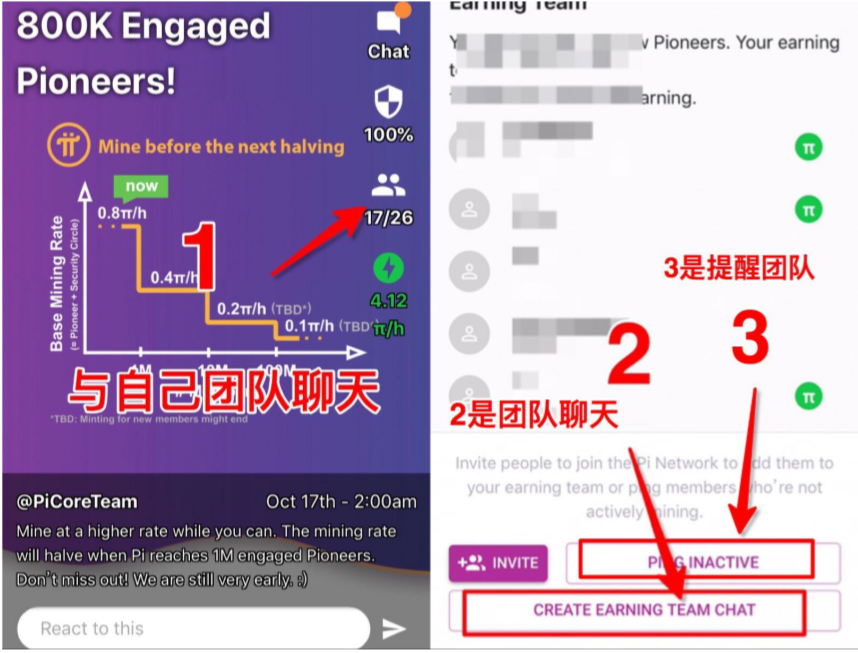 800K Engaged
Pioneers!
Chat
100%
17/26
4.12
π/h
π
Mine before the next halving
now
0.8π/h
0.4π/h
0.2π/h (TBD*)
0.1π/h (TBD
Base Mining Rate
(= Pioneer + Security Circle)
1
1M
10M
100M
与自己团队聊天
*TBD: Minting for new members might end
@PiCoreTeam
Oct 17th - 2:00am
Mine at a higher rate while you can. The mining rate
will halve when Pi reaches 1M engaged Pioneers.
Don't miss out! We are still very early. :)
React to this
Earning Team
Pioneers. Your earning
π
π
3是提醒团队
2
3
2是团队聊天
π
Invite people to join the Pi Network to add them to
your earning team or ping members who're not
actively mining.
INVITE
PING INACTIVE
CREATE EARNING TEAM CHAT